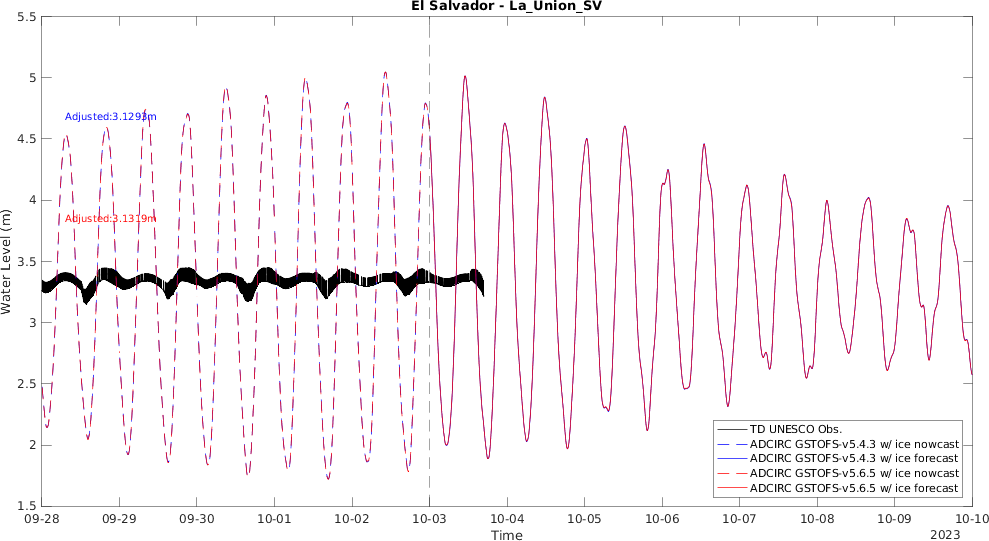 El Salvador - La_Union_SV
5.5
5
4.5
4
3.5
3
2.5
2
1.5
Water Level (m)
Adjusted:3.1293m
Adjusted:3.1319m
TD UNESCO Obs.
ADCIRC GSTOFS-v5.4.3 w/ ice nowcast
ADCIRC GSTOFS-v5.4.3 w/ ice forecast
ADCIRC GSTOFS-v5.6.5 w/ ice nowcast
ADCIRC GSTOFS-v5.6.5 w/ ice forecast
09-28 09-29 09-30 10-01 10-02 10-03 10-04 10-05 10-06 10-07 10-08 10-09 10-10
Time
2023